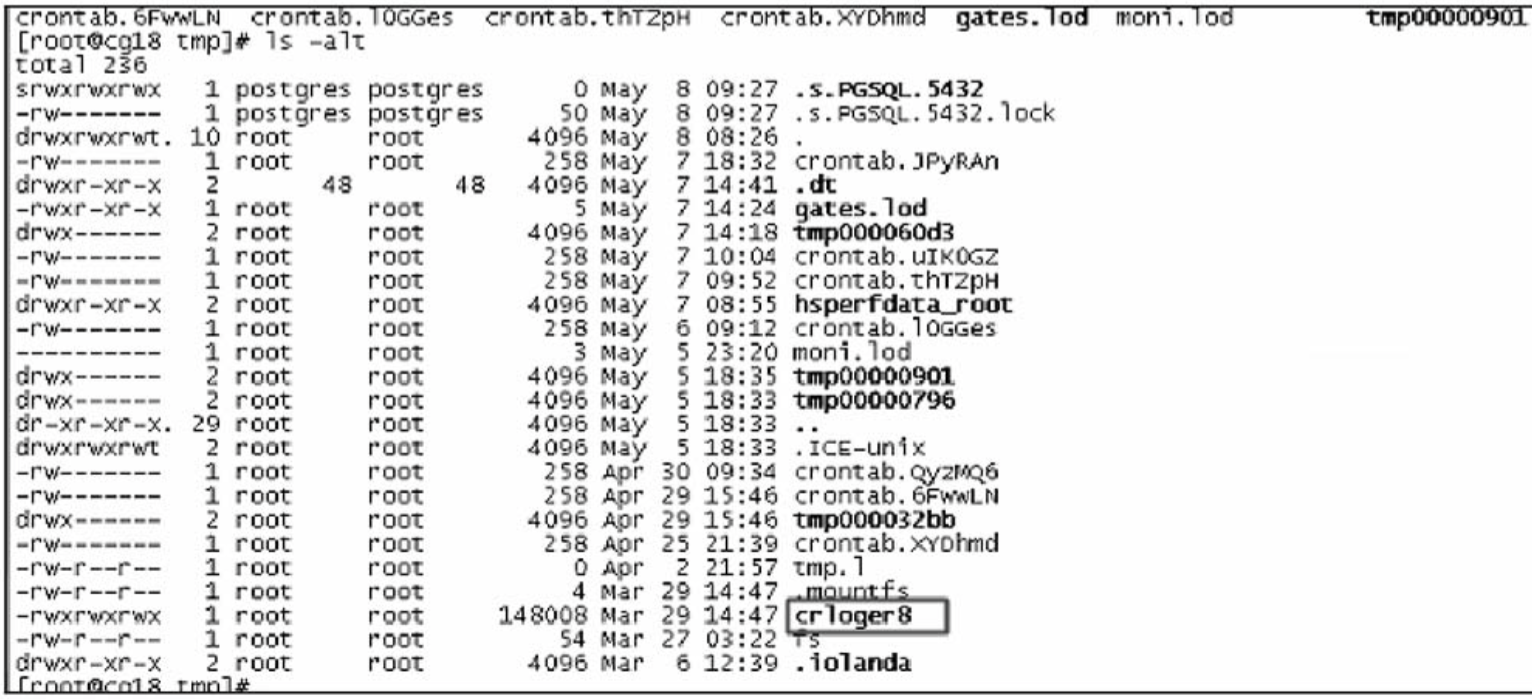 crontab.6FwwLN crontab.lOGGes crontab.thTZpH crontab.XYDhmd gates.lod moni.lod tmp00000901
[root@cg18 tmp]# ls -alt
total 236
srwxrwxrwx 1 postgres postgres 0 May 8 09:27 .s.PGSQL.5432
-rw------- 1 postgres postgres 50 May 8 09:27 .s.PGSQL.5432.lock
drwxrwxrwt. 10 root root 4096 May 8 08:26 .
-rw------- 1 root root 258 May 7 18:32 crontab.JPyRAn
drwxr-xr-x 2 48 48 4096 May 7 14:41 .dt
-rwxr-xr-x 1 root root 5 May 7 14:24 gates.lod
drwx------ 2 root root 4096 May 7 14:18 tmp000060d3
-rw------- 1 root root 258 May 7 10:04 crontab.uIKOGZ
-rw------- 1 root root 258 May 7 09:52 crontab.thTZpH
drwxr-xr-x 2 root root 4096 May 7 08:55 hsperfdata_root
-rw------- 1 root root 258 May 6 09:12 crontab.lOGGes
---------- 1 root root 3 May 5 23:20 moni.lod
drwx------ 2 root root 4096 May 5 18:35 tmp00000901
drwx------ 2 root root 4096 May 5 18:33 tmp00000796
dr-xr-xr-x. 29 root root 4096 May 5 18:33 ..
drwxrwxrwt 2 root root 4096 May 5 18:33 .ICE-unix
-rw------- 1 root root 258 Apr 30 09:34 crontab.QyzMQ6
-rw------- 1 root root 258 Apr 29 15:46 crontab.6FwwLN
drwx------ 2 root root 4096 Apr 29 15:46 tmp000032bb
-rw------- 1 root root 258 Apr 25 21:39 crontab.XYDhmd
-rw-r--r-- 1 root root 0 Apr 2 21:57 tmp.l
-rw-r--r-- 1 root root 4 Mar 29 14:47 .mountfs
-rwxrwxrwx 1 root root 148008 Mar 29 14:47 crloger8
-rw-r--r-- 1 root root 54 Mar 27 03:22 fs
drwxr-xr-x 2 root root 4096 Mar 6 12:39 .iolanda
[root@cg18 tmp]#